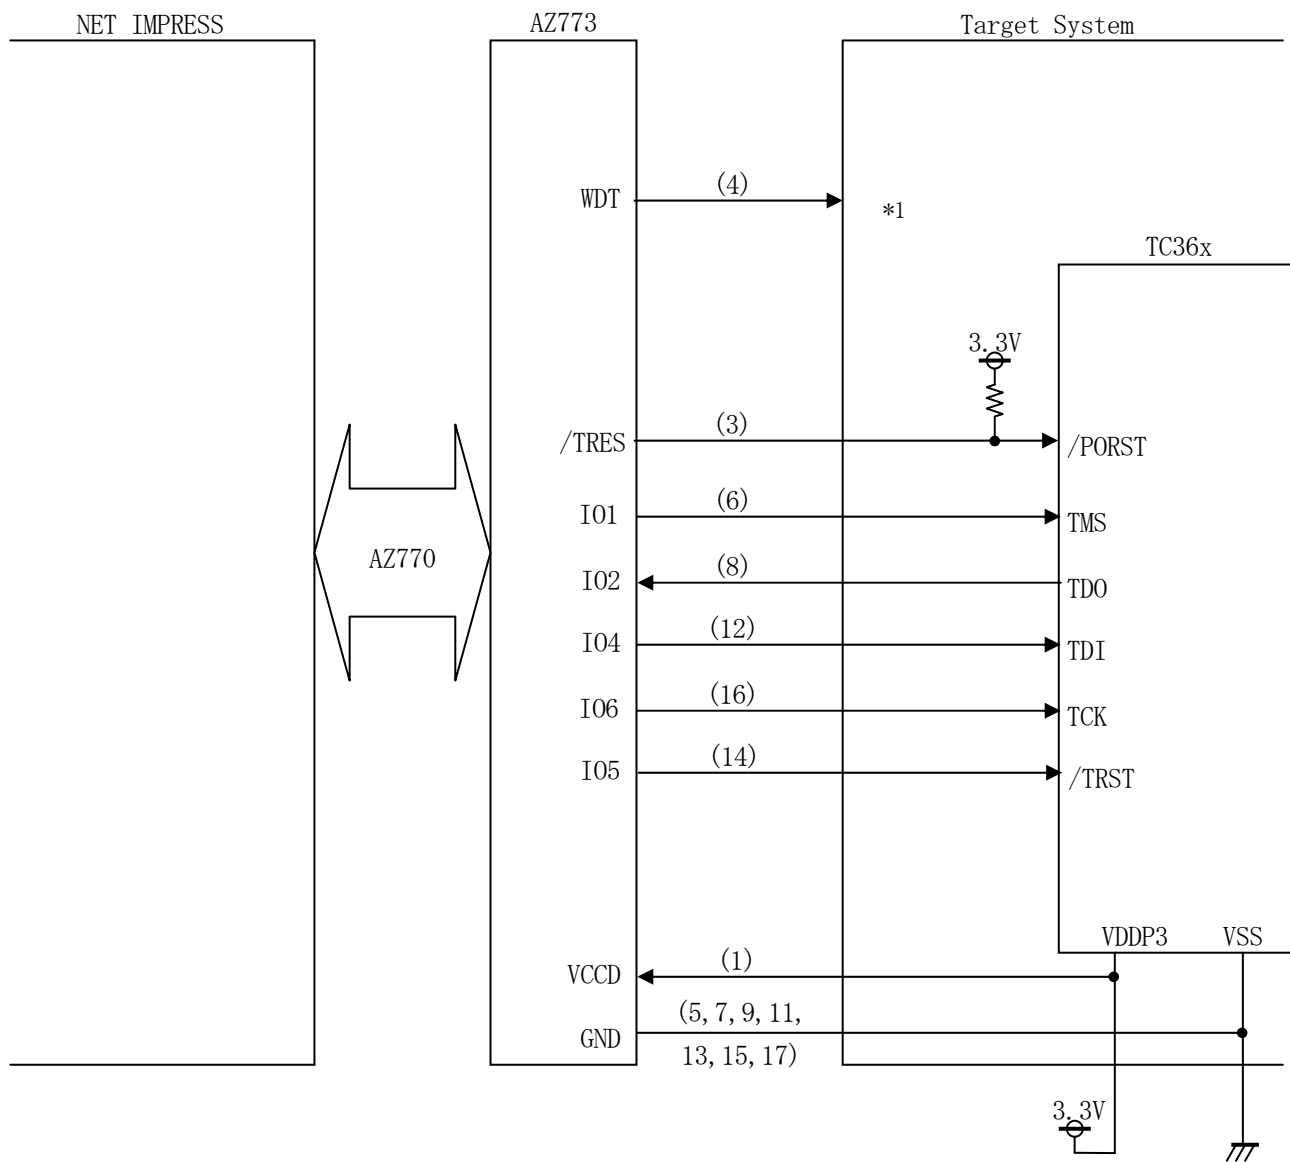 NET IMPRESS
AZ773
Target System
WDT
(4)
*1
TC36x
3.3V
/TRES
(3)
/PORST
IO1
(6)
TMS
AZ770
IO2
(8)
TDO
IO4
(12)
TDI
IO6
(16)
TCK
IO5
(14)
/TRST
VDDP3
VSS
VCCD
(1)
GND
(5,7,9,11,
13,15,17)
3.3V